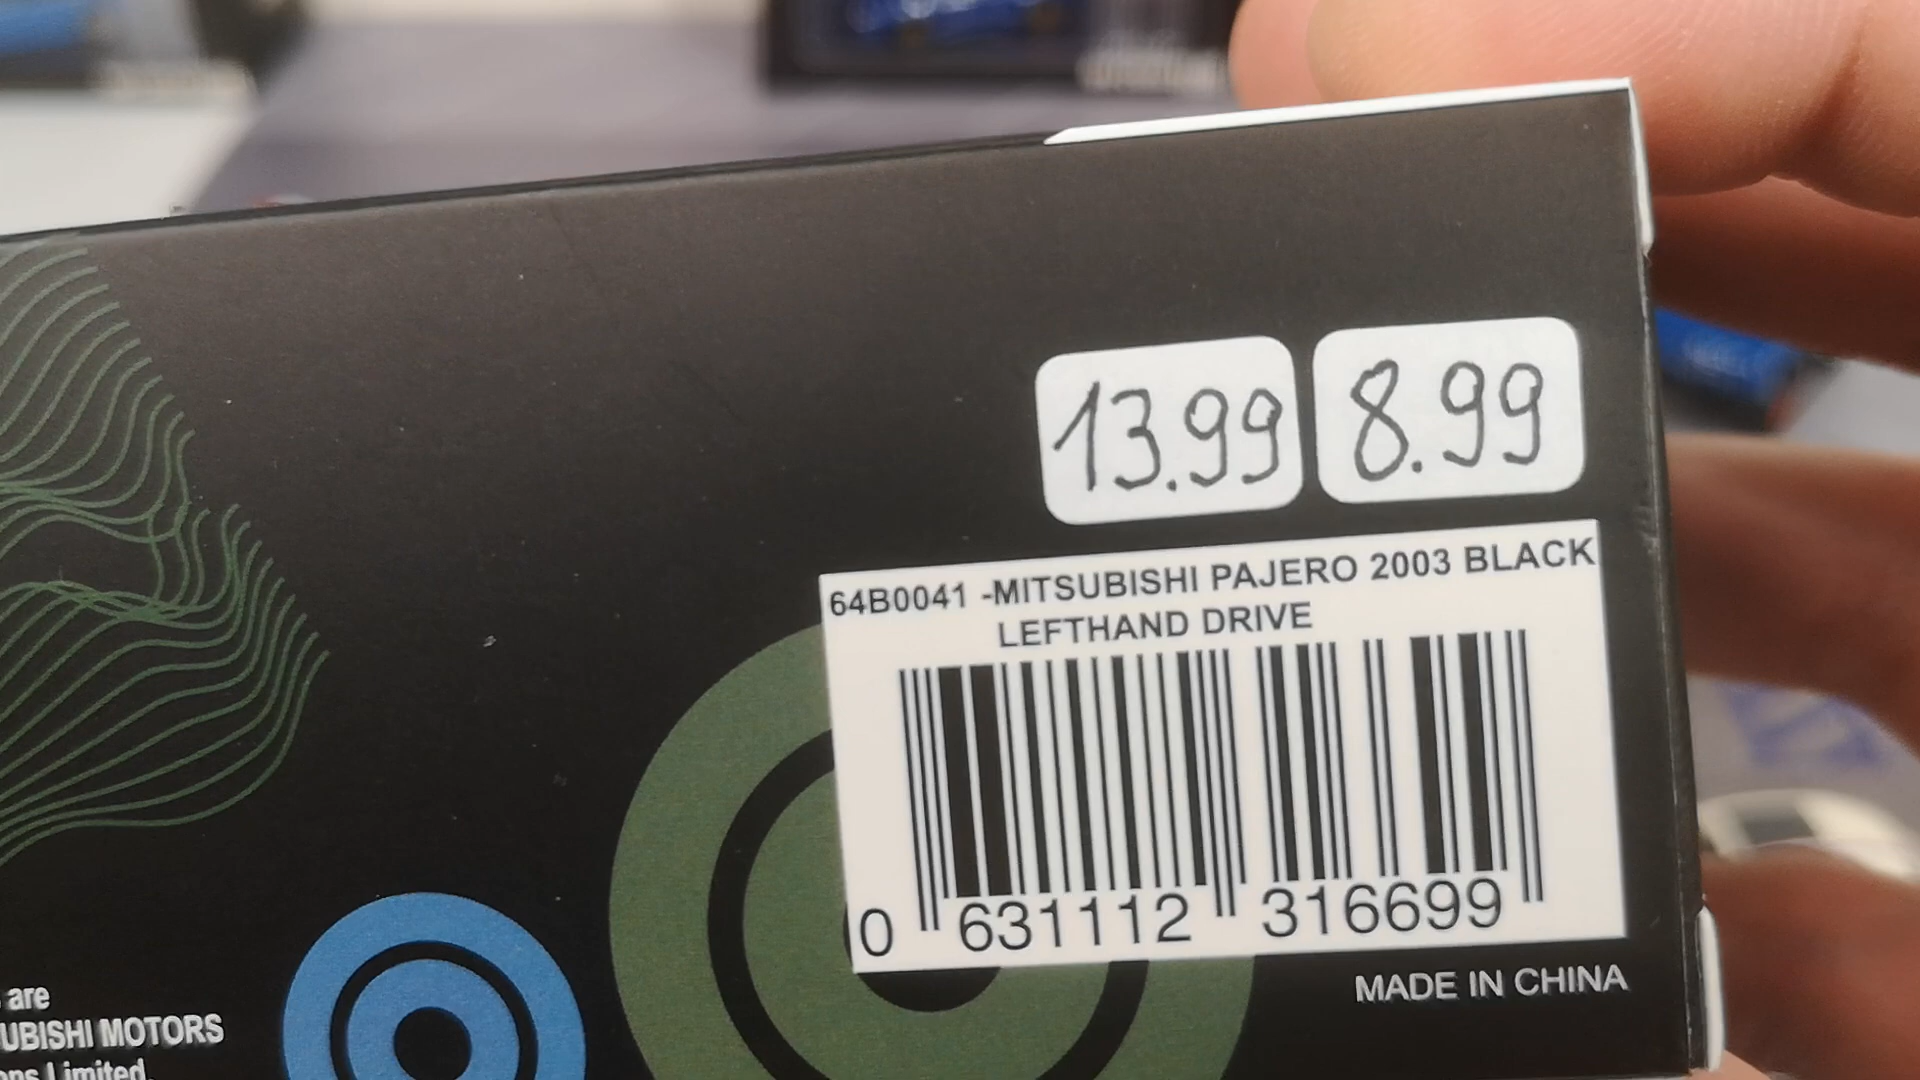 13.99 8.99
64B0041 -MITSUBISHI PAJERO 2003 BLACK
LEFTHAND DRIVE
0 631112 316699
MADE IN CHINA
are
UBISHI MOTORS
ons Limited.